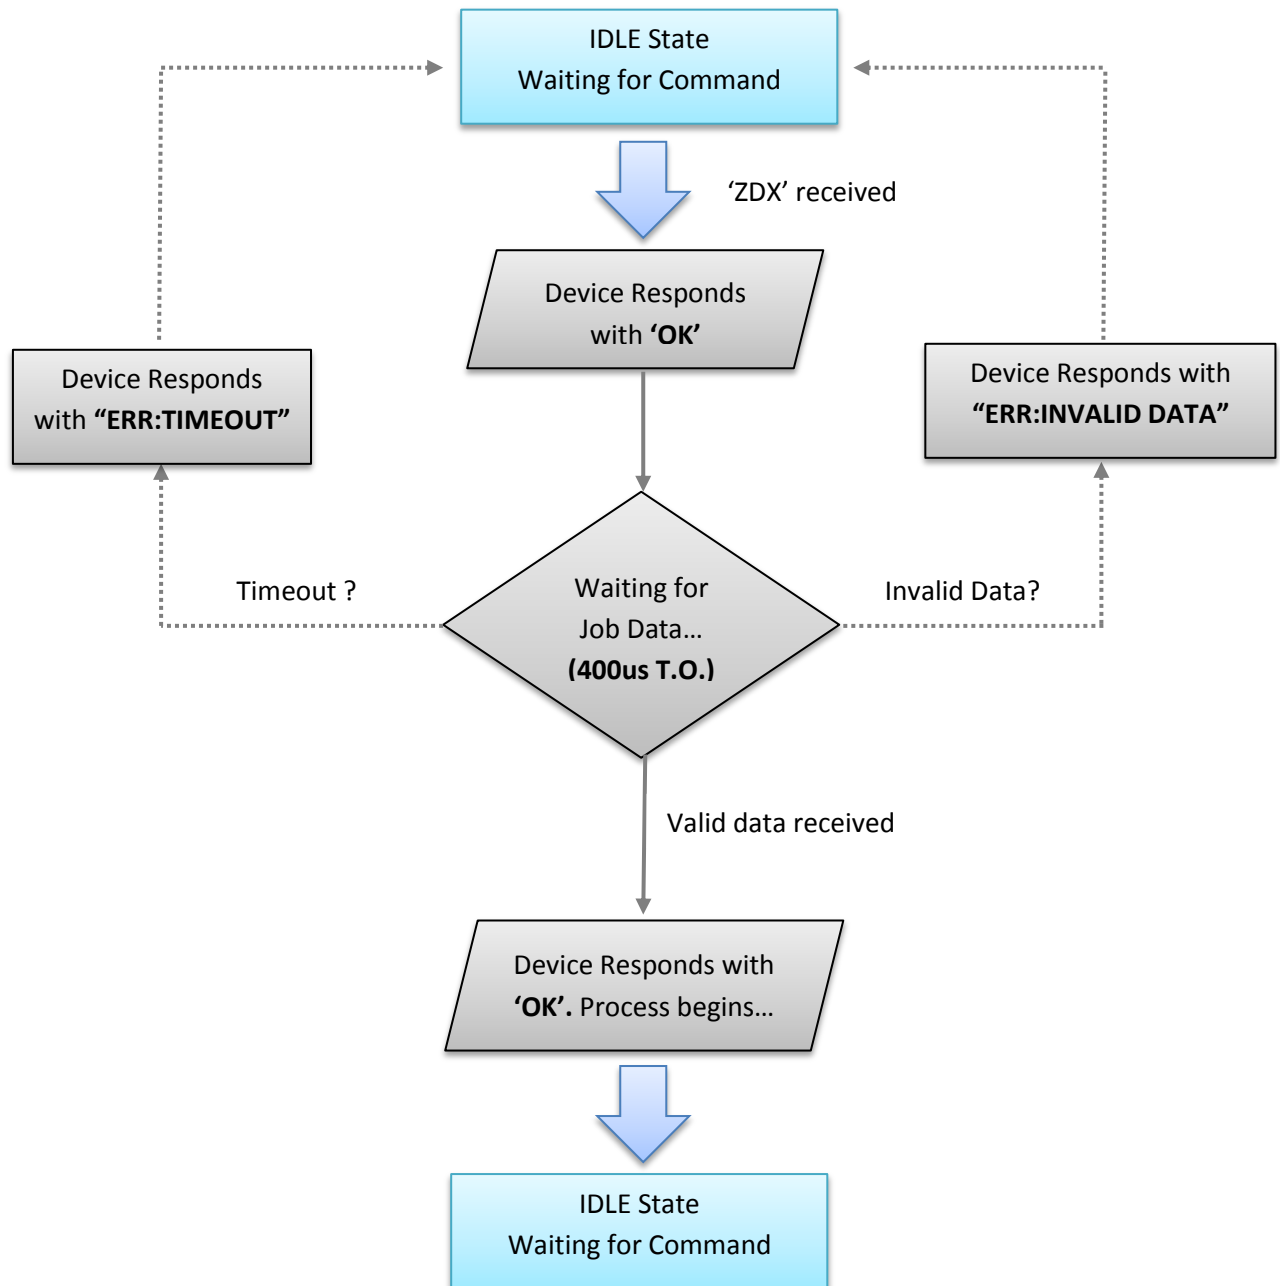 IDLE State
Waiting for Command
‘ZDX’ received
Device Responds
with ‘OK’
Device Responds
with “ERR:TIMEOUT”
Device Responds with
“ERR:INVALID DATA”
Timeout ?
Waiting for
Job Data...
(400us T.O.)
Invalid Data?
Valid data received
Device Responds with
‘OK’. Process begins...
IDLE State
Waiting for Command